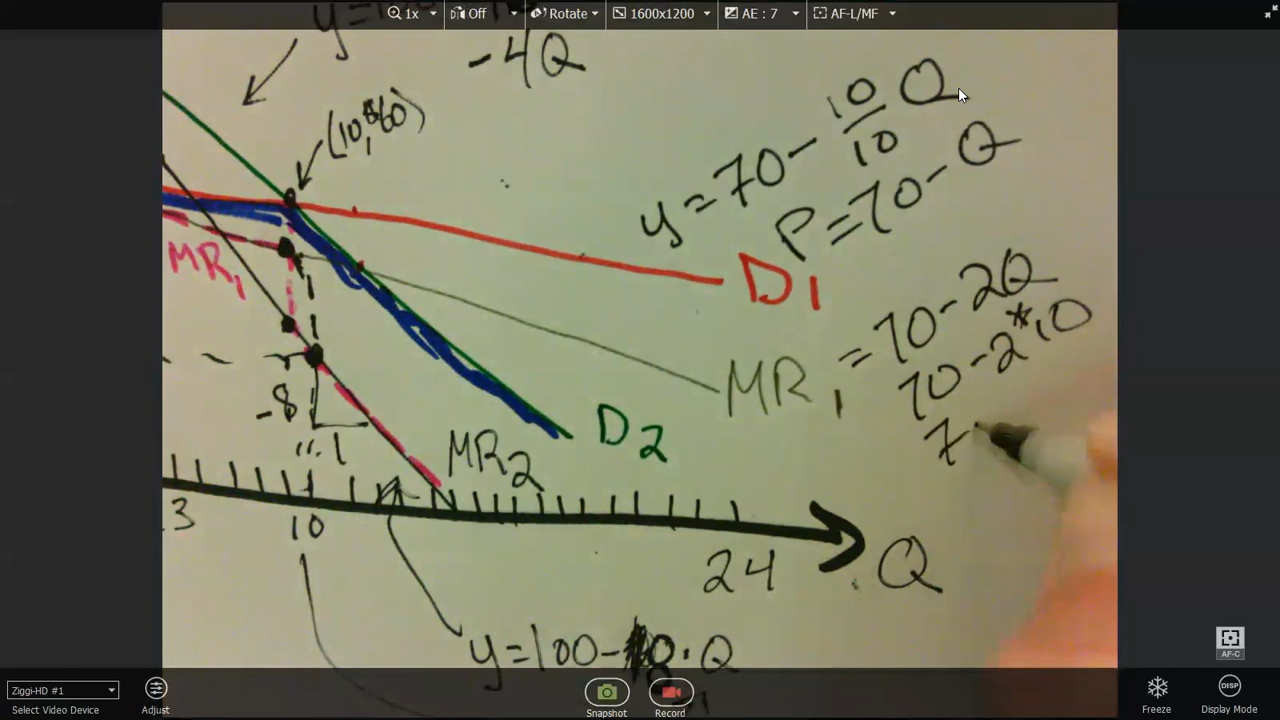 1x Off Rotate 1600x1200 AE : 7 AF-L/MF
-4Q
(10,$60)
y=70-10/10 Q
P=70-Q
D1
MR1
MR1=70-2Q
70-2*10
7
-8
1
D2
MR2
3
10
24
Q
y=100-
Q
Ziggi-HD #1
Select Video Device
Adjust
Snapshot
Record
AF-C
Freeze
DISP
Display Mode